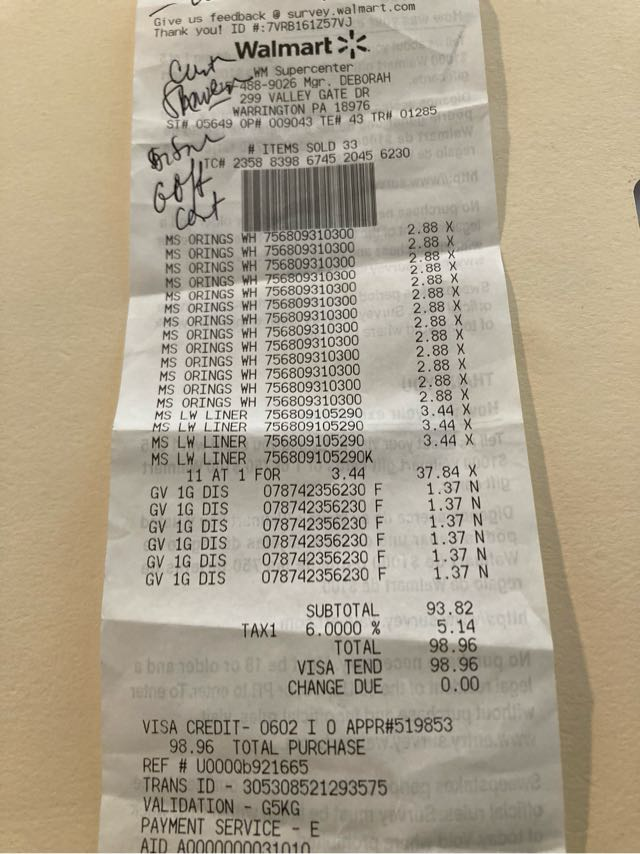 Give us feedback @ survey.walmart.com
Thank you! ID #:7VRB161Z57VJ
Walmart
WM Supercenter
488-9026 Mgr. DEBORAH
299 VALLEY GATE DR
WARRINGTON PA 18976
ST# 05649 OP# 009043 TE# 43 TR# 01285
# ITEMS SOLD 33
TC# 2358 8398 6745 2045 6230
Golf
Cart
MS ORINGS WH 756809310300 2.88 X
MS ORINGS WH 756809310300 2.88 X
MS ORINGS WH 756809310300 2.88 X
MS ORINGS WH 756809310300 2.88 X
MS ORINGS WH 756809310300 2.88 X
MS ORINGS WH 756809310300 2.88 X
MS ORINGS WH 756809310300 2.88 X
MS ORINGS WH 756809310300 2.88 X
MS ORINGS WH 756809310300 2.88 X
MS ORINGS WH 756809310300 2.88 X
MS ORINGS WH 756809310300 2.88 X
MS ORINGS WH 756809310300 2.88 X
MS ORINGS WH 756809310300 2.88 X
MS LW LINER 756809105290 3.44 X
MS LW LINER 756809105290 3.44 X
MS LW LINER 756809105290 3.44 X
MS LW LINER 756809105290K
11 AT 1 FOR 3.44 37.84 X
GV 1G DIS 078742356230 F 1.37 N
GV 1G DIS 078742356230 F 1.37 N
GV 1G DIS 078742356230 F 1.37 N
GV 1G DIS 078742356230 F 1.37 N
GV 1G DIS 078742356230 F 1.37 N
GV 1G DIS 078742356230 F 1.37 N
SUBTOTAL 93.82
TAX1 6.0000 % 5.14
TOTAL 98.96
VISA TEND 98.96
CHANGE DUE 0.00
VISA CREDIT- 0602 I 0 APPR#519853
98.96 TOTAL PURCHASE
REF # U000Qb921665
TRANS ID - 305308521293575
VALIDATION - G5KG
PAYMENT SERVICE - E
AID A0000000031010